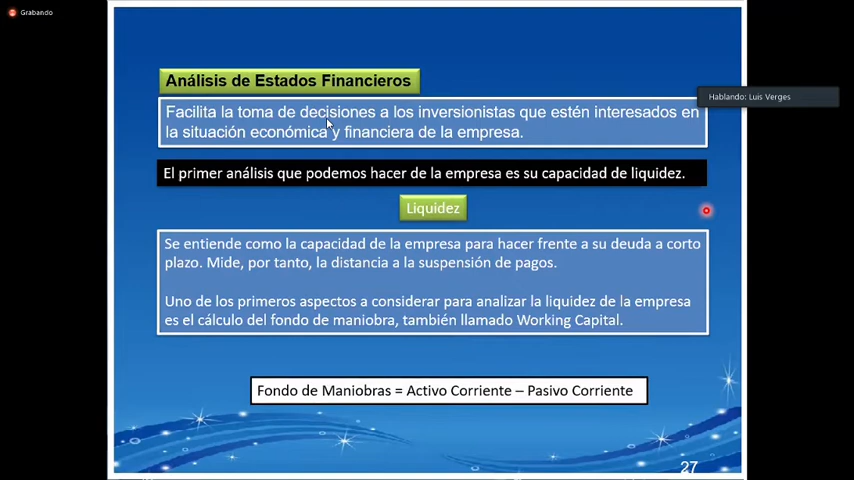 Grabando
Análisis de Estados Financieros
Hablando: Luis Verges
Facilita la toma de decisiones a los inversionistas que estén interesados en
la situación económica y financiera de la empresa.
El primer análisis que podemos hacer de la empresa es su capacidad de liquidez.
Liquidez
Se entiende como la capacidad de la empresa para hacer frente a su deuda a corto
plazo. Mide, por tanto, la distancia a la suspensión de pagos.
Uno de los primeros aspectos a considerar para analizar la liquidez de la empresa
es el cálculo del fondo de maniobra, también llamado Working Capital.
Fondo de Maniobras = Activo Corriente – Pasivo Corriente
27